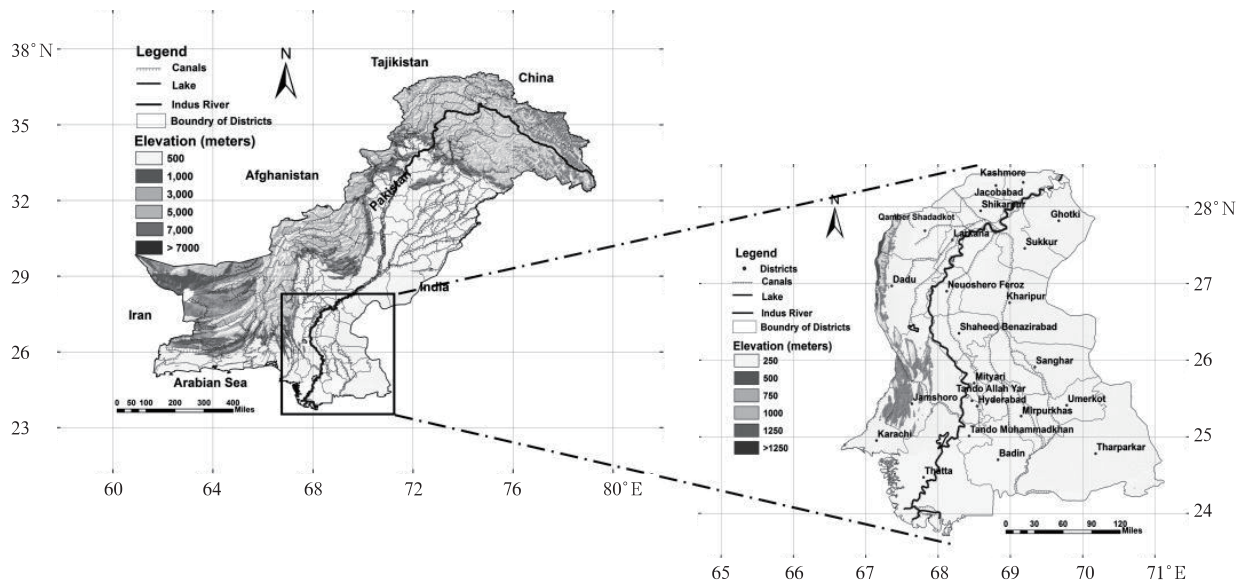 38°N
35
32
29
26
23
60
64
68
72
76
80°E
Legend
Canals
Lake
Indus River
Boundry of Districts
Elevation (meters)
500
1,000
3,000
5,000
7,000
> 7000
N
Tajikistan
China
Afghanistan
Pakistan
India
Iran
Arabian Sea
0 50 100 200 300 400
Miles
N
Legend
Districts
Canals
Lake
Indus River
Boundry of Districts
Elevation (meters)
250
500
750
1000
1250
>1250
Kashmore
Jacobabad
Shikarpur
Ghotki
Qamber Shadadkot
Larkana
Sukkur
Dadu
Neuoshero Feroz
Kharipur
Shaheed Benazirabad
Sanghar
Mityari
Tando Allah Yar
Jamshoro
Hyderabad
Umerkot
Mirpurkhas
Karachi
Tando Muhammadkhan
Tharparkar
Badin
Thatta
0 15 30 60 90 120
Miles
28°N
27
26
25
24
65
66
67
68
69
70
71°E